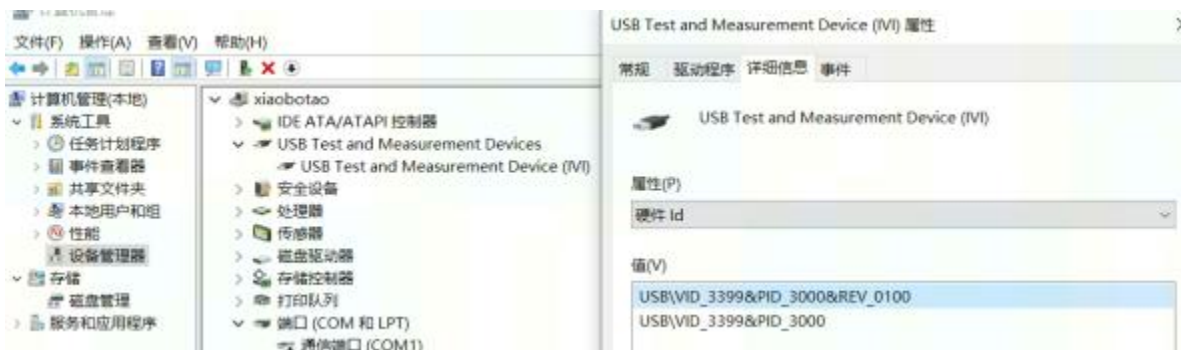 文件(F) 操作(A) 查看(V) 帮助(H)
计算机管理(本地)
系统工具
任务计划程序
事件查看器
共享文件夹
本地用户和组
性能
设备管理器
存储
磁盘管理
服务和应用程序
xiaobotao
IDE ATA/ATAPI 控制器
USB Test and Measurement Devices
USB Test and Measurement Device (IVI)
安全设备
处理器
传感器
磁盘驱动器
存储控制器
打印队列
端口 (COM 和 LPT)
通信端口 (COM1)
USB Test and Measurement Device (IVI) 属性
常规 驱动程序 详细信息 事件
USB Test and Measurement Device (IVI)
属性(P)
硬件 Id
值(V)
USB\VID_3399&PID_3000&REV_0100
USB\VID_3399&PID_3000